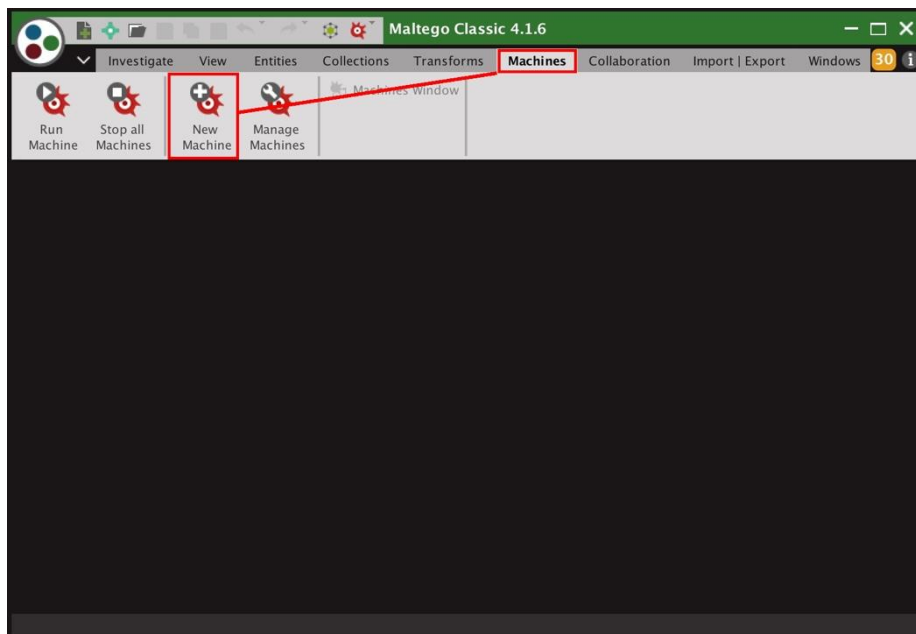 Maltego Classic 4.1.6
Investigate View Entities Collections Transforms Machines Collaboration Import | Export Windows 30 i
Machines Window
Run Machine
Stop all Machines
New Machine
Manage Machines